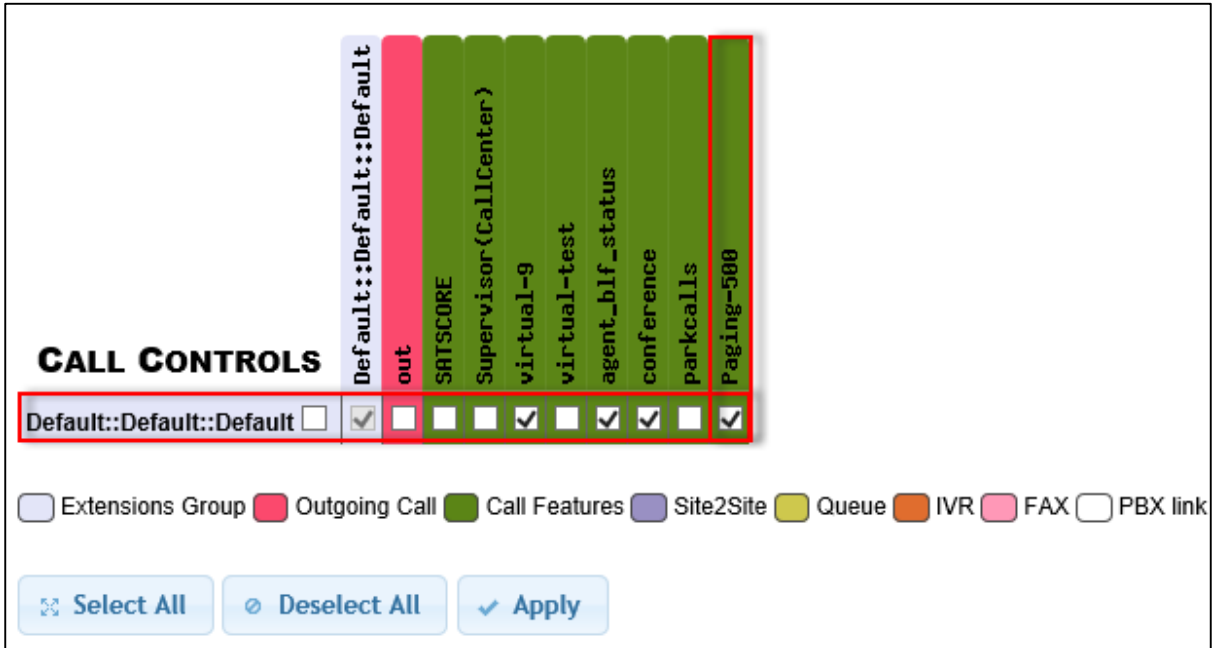 Default::Default::Default
out
SATSCORE
Supervisor(CallCenter)
virtual-9
virtual-test
agent_blf_status
conference
parkcalls
Paging-500
CALL CONTROLS
Default::Default::Default
Extensions Group Outgoing Call Call Features Site2Site Queue IVR FAX PBX link
Select All Deselect All Apply